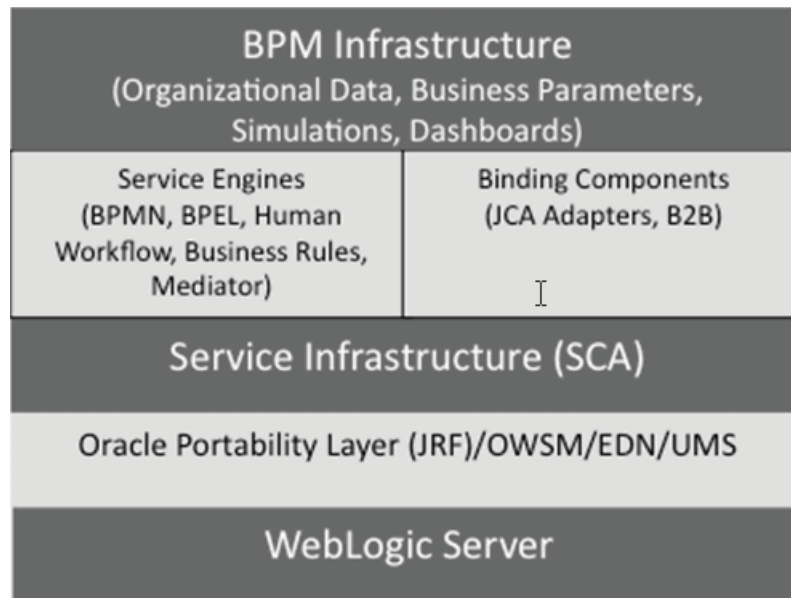 BPM Infrastructure
(Organizational Data, Business Parameters,
Simulations, Dashboards)
Service Engines
(BPMN, BPEL, Human
Workflow, Business Rules,
Mediator)
Binding Components
(JCA Adapters, B2B)
Service Infrastructure (SCA)
Oracle Portability Layer (JRF)/OWSM/EDN/UMS
WebLogic Server